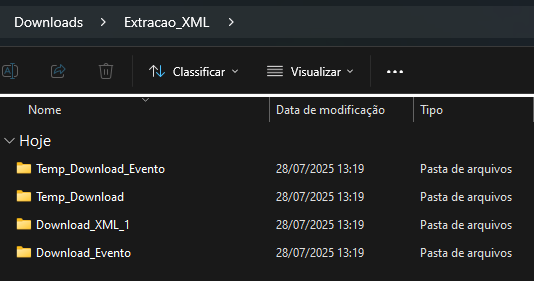 Downloads > Extracao_XML >
Classificar Visualizar ...
Nome Data de modificação Tipo
Hoje
Temp_Download_Evento 28/07/2025 13:19 Pasta de arquivos
Temp_Download 28/07/2025 13:19 Pasta de arquivos
Download_XML_1 28/07/2025 13:19 Pasta de arquivos
Download_Evento 28/07/2025 13:19 Pasta de arquivos